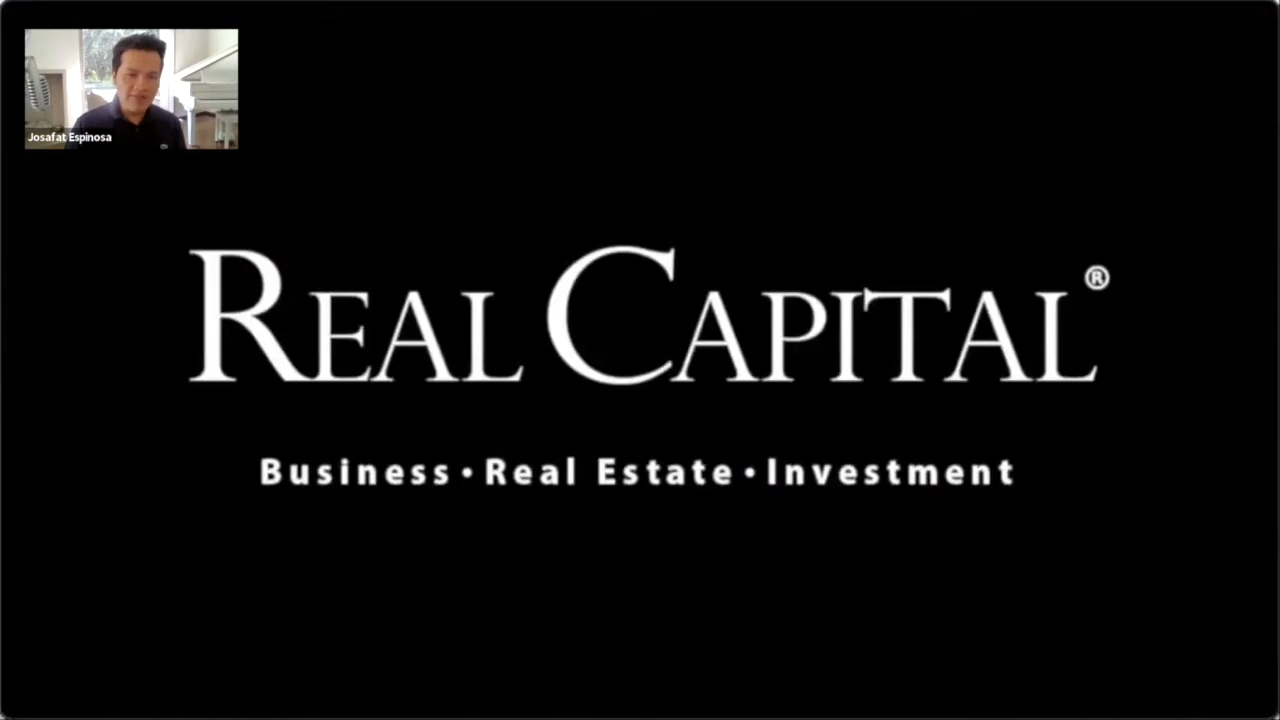 Josafat Espinosa
REAL CAPITAL®
Business • Real Estate • Investment